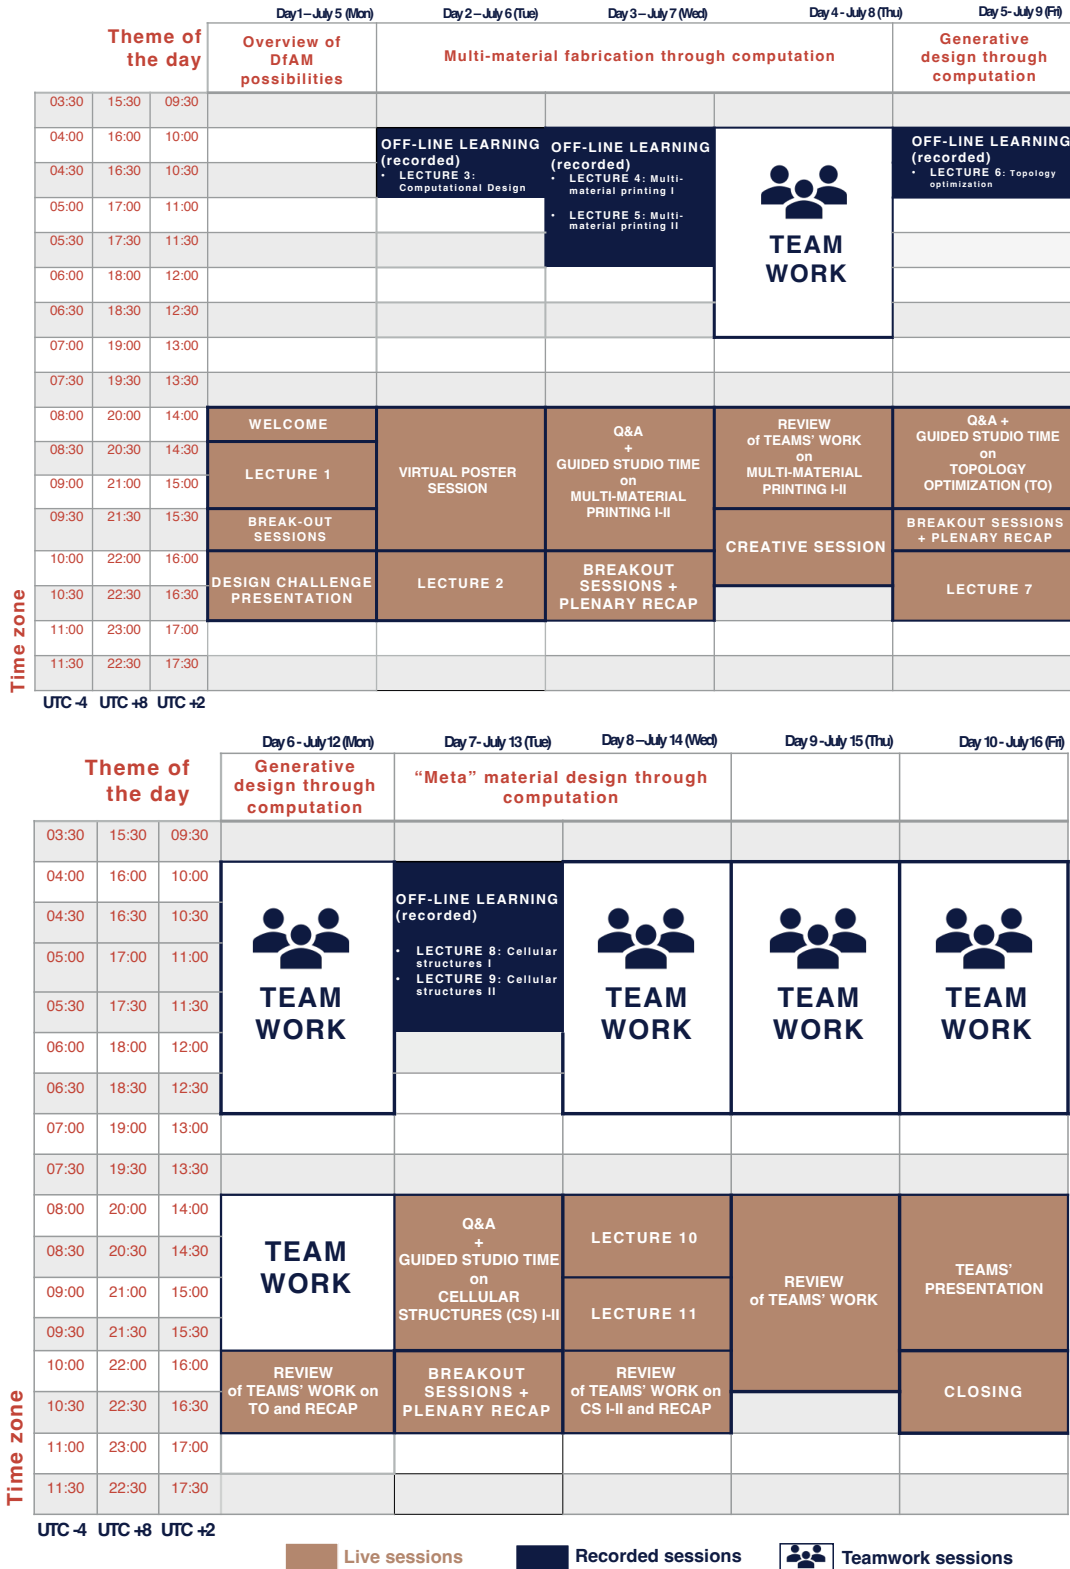 Day1 – July 5 (Mon) Day 2 – July 6 (Tue) Day 3 – July 7 (Wed) Day 4 - July 8 (Thu) Day 5- July 9 (Fri)
Theme of
the day
Overview of
DfAM
possibilities
Multi-material fabrication through computation
Generative
design through
computation
03:30 15:30 09:30
04:00 16:00 10:00
04:30 16:30 10:30
05:00 17:00 11:00
05:30 17:30 11:30
06:00 18:00 12:00
06:30 18:30 12:30
07:00 19:00 13:00
07:30 19:30 13:30
08:00 20:00 14:00
08:30 20:30 14:30
09:00 21:00 15:00
09:30 21:30 15:30
10:00 22:00 16:00
10:30 22:30 16:30
11:00 23:00 17:00
11:30 22:30 17:30
UTC -4 UTC +8 UTC +2
Time zone
WELCOME
LECTURE 1
BREAK-OUT
SESSIONS
DESIGN CHALLENGE
PRESENTATION
OFF-LINE LEARNING
(recorded)
• LECTURE 3:
Computational Design
VIRTUAL POSTER
SESSION
LECTURE 2
OFF-LINE LEARNING
(recorded)
• LECTURE 4: Multi-
material printing I
• LECTURE 5: Multi-
material printing II
Q&A
+
GUIDED STUDIO TIME
on
MULTI-MATERIAL
PRINTING I-II
BREAKOUT
SESSIONS +
PLENARY RECAP
TEAM
WORK
REVIEW
of TEAMS' WORK
on
MULTI-MATERIAL
PRINTING I-II
CREATIVE SESSION
OFF-LINE LEARNING
(recorded)
• LECTURE 6: Topology
optimization
Q&A +
GUIDED STUDIO TIME
on
TOPOLOGY
OPTIMIZATION (TO)
BREAKOUT SESSIONS
+ PLENARY RECAP
LECTURE 7
Day 6 - July 12 (Mon) Day 7- July 13 (Tue) Day 8 – July 14 (Wed) Day 9 -July 15 (Thu) Day 10 - July 16 (Fri)
Theme of
the day
Generative
design through
computation
“Meta” material design through
computation
03:30 15:30 09:30
04:00 16:00 10:00
04:30 16:30 10:30
05:00 17:00 11:00
05:30 17:30 11:30
06:00 18:00 12:00
06:30 18:30 12:30
07:00 19:00 13:00
07:30 19:30 13:30
08:00 20:00 14:00
08:30 20:30 14:30
09:00 21:00 15:00
09:30 21:30 15:30
10:00 22:00 16:00
10:30 22:30 16:30
11:00 23:00 17:00
11:30 22:30 17:30
UTC -4 UTC +8 UTC +2
Time zone
TEAM
WORK
TEAM
WORK
REVIEW
of TEAMS' WORK on
TO and RECAP
OFF-LINE LEARNING
(recorded)
• LECTURE 8: Cellular
structures I
• LECTURE 9: Cellular
structures II
Q&A
+
GUIDED STUDIO TIME
on
CELLULAR
STRUCTURES (CS) I-II
BREAKOUT
SESSIONS +
PLENARY RECAP
TEAM
WORK
LECTURE 10
LECTURE 11
REVIEW
of TEAMS' WORK on
CS I-II and RECAP
TEAM
WORK
REVIEW
of TEAMS' WORK
TEAM
WORK
TEAMS'
PRESENTATION
CLOSING
Live sessions
Recorded sessions
Teamwork sessions